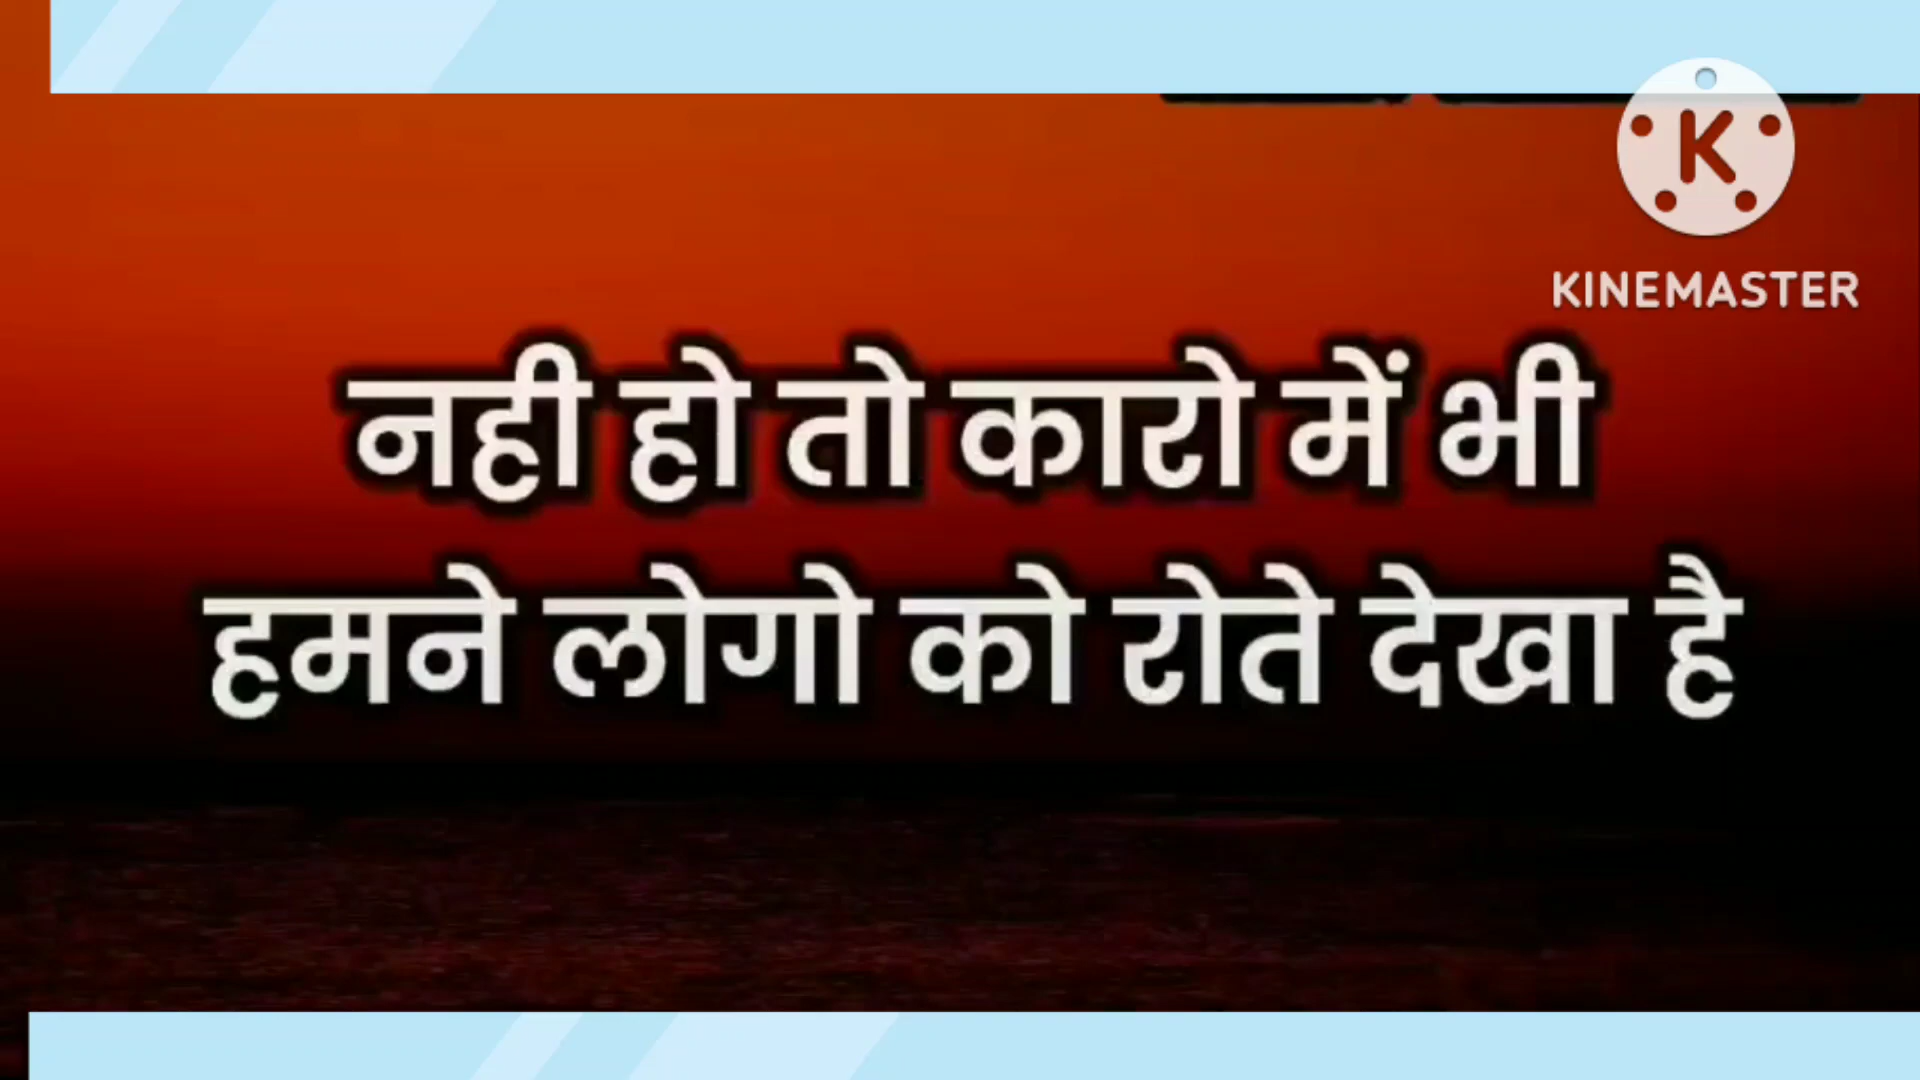 KINEMASTER
नही हो तो कारो में भी
हमने लोगो को रोते देखा है